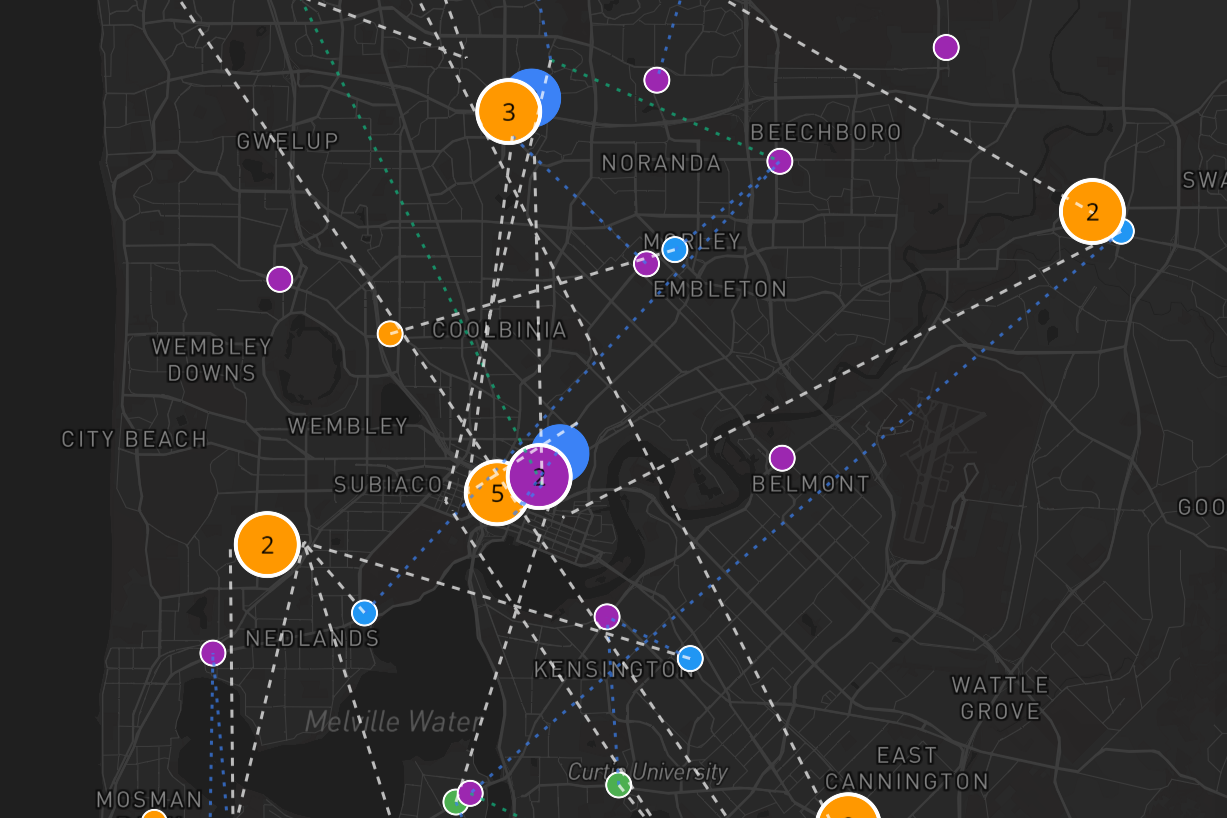 3
GWELUP
BEECHBORO
NORANDA
SWA
2
MORLEY
EMBLETON
COOLBINIA
WEMBLEY
DOWNS
WEMBLEY
CITY BEACH
SUBIACO
5
2
BELMONT
GOO
2
NEDLANDS
KENSINGTON
WATTLE
GROVE
Melville Water
EAST
CANNINGTON
Curtin University
MOSMAN